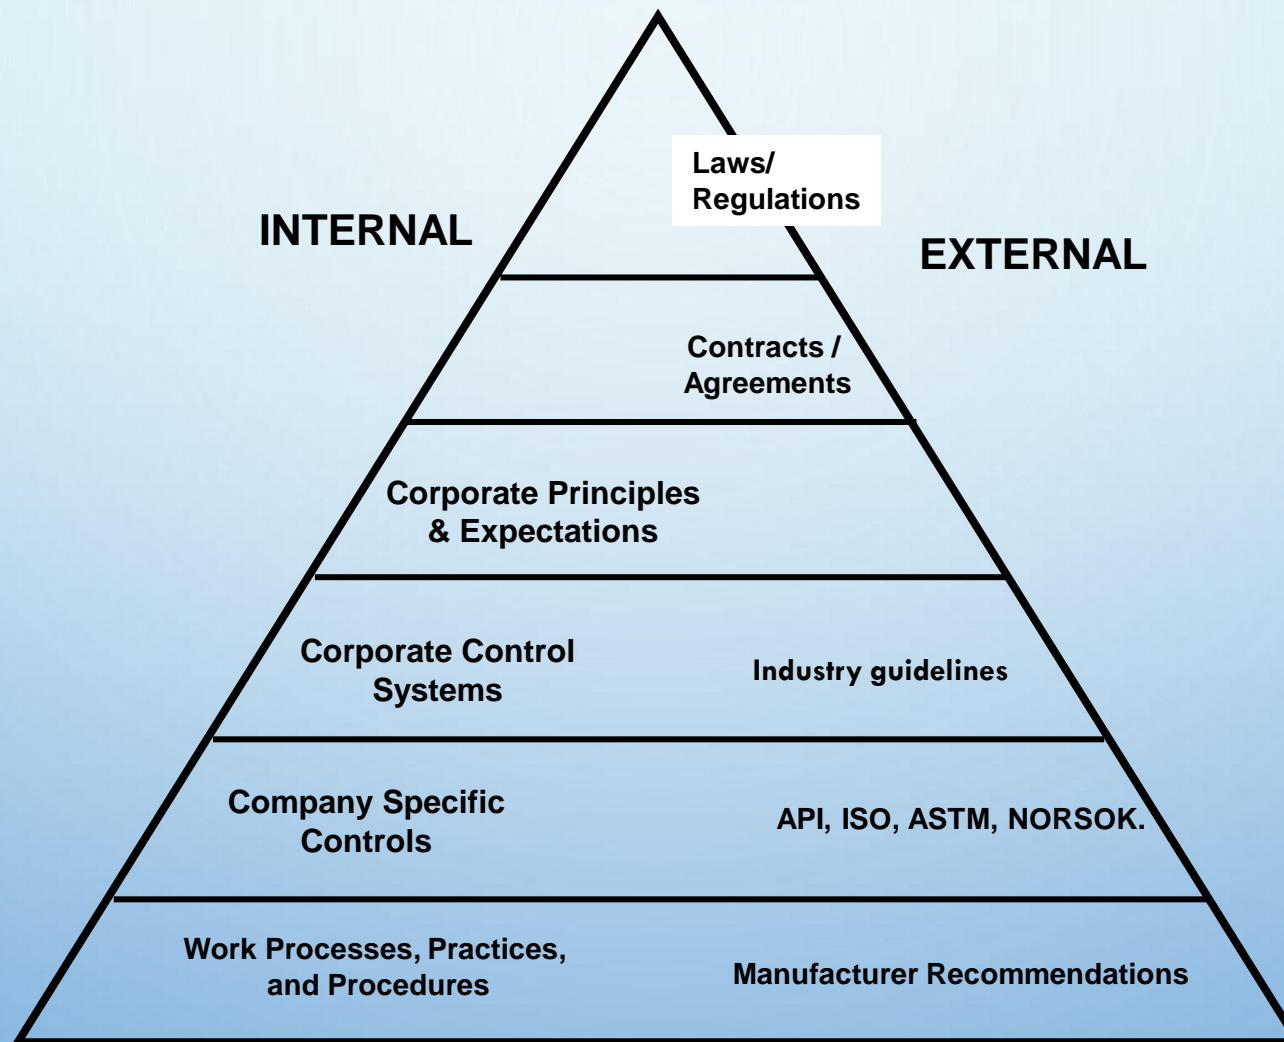 Laws/
Regulations
INTERNAL
EXTERNAL
Contracts /
Agreements
Corporate Principles
& Expectations
Corporate Control
Systems
Industry guidelines
Company Specific
Controls
API, ISO, ASTM, NORSOK.
Work Processes, Practices,
and Procedures
Manufacturer Recommendations